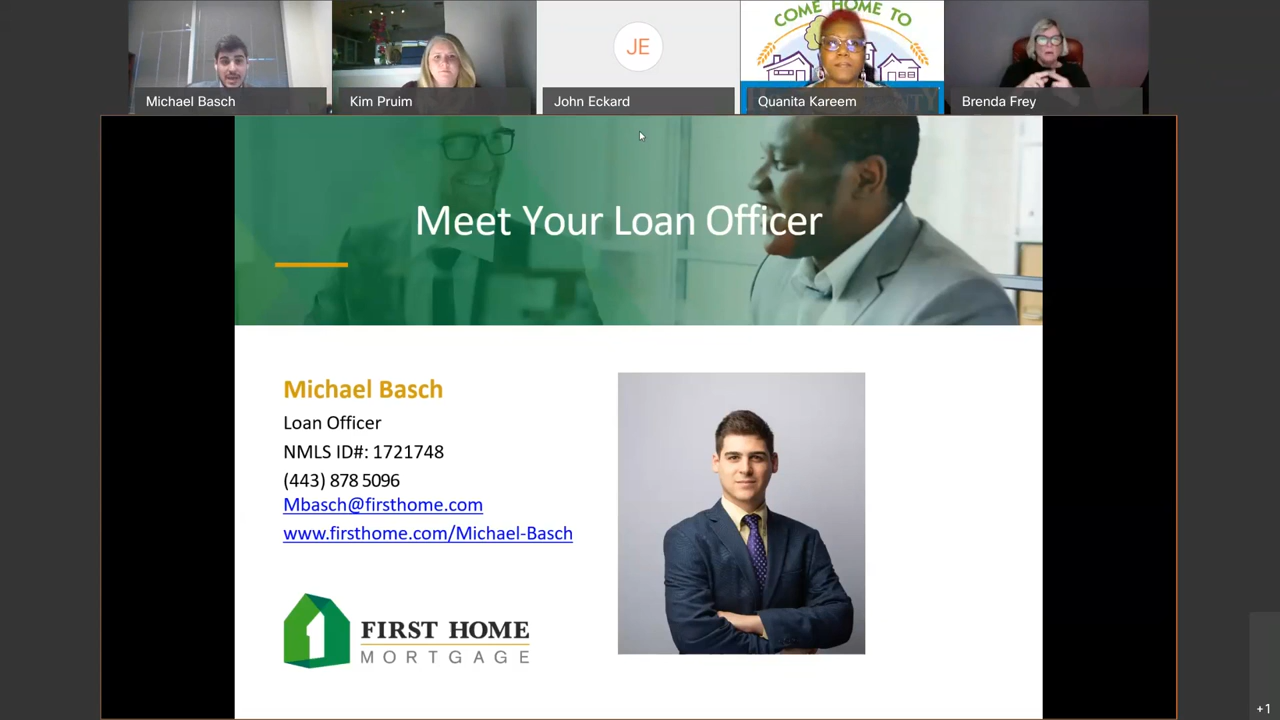 COME HOME TO
JE
Michael Basch
Kim Pruim
John Eckard
Quanita Kareem
Brenda Frey
Meet Your Loan Officer
Michael Basch
Loan Officer
NMLS ID#: 1721748
(443) 878 5096
Mbasch@firsthome.com
www.firsthome.com/Michael-Basch
1
FIRST HOME
MORTGAGE
+1